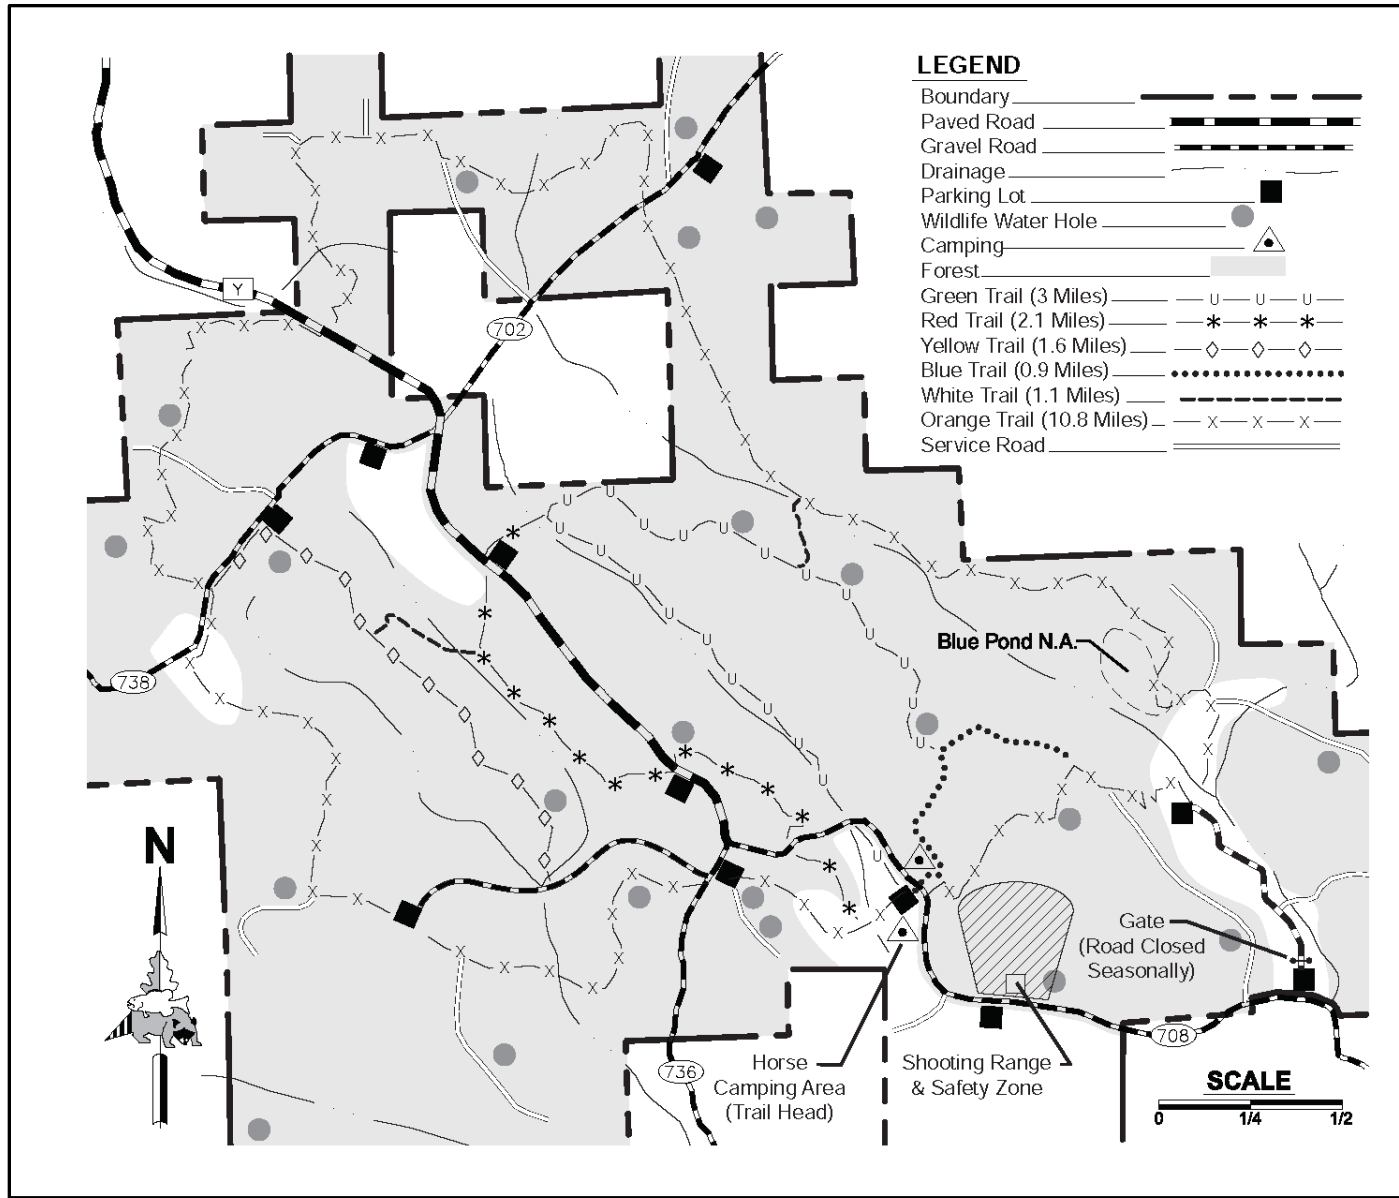 LEGEND
Boundary
Paved Road
Gravel Road
Drainage
Parking Lot
Wildlife Water Hole
Camping
Forest
Green Trail (3 Miles)
Red Trail (2.1 Miles)
Yellow Trail (1.6 Miles)
Blue Trail (0.9 Miles)
White Trail (1.1 Miles)
Orange Trail (10.8 Miles)
Service Road
Y
702
Blue Pond N.A.
738
N
Gate
(Road Closed
Seasonally)
708
736
Horse
Camping Area
(Trail Head)
Shooting Range
& Safety Zone
SCALE
0 1/4 1/2